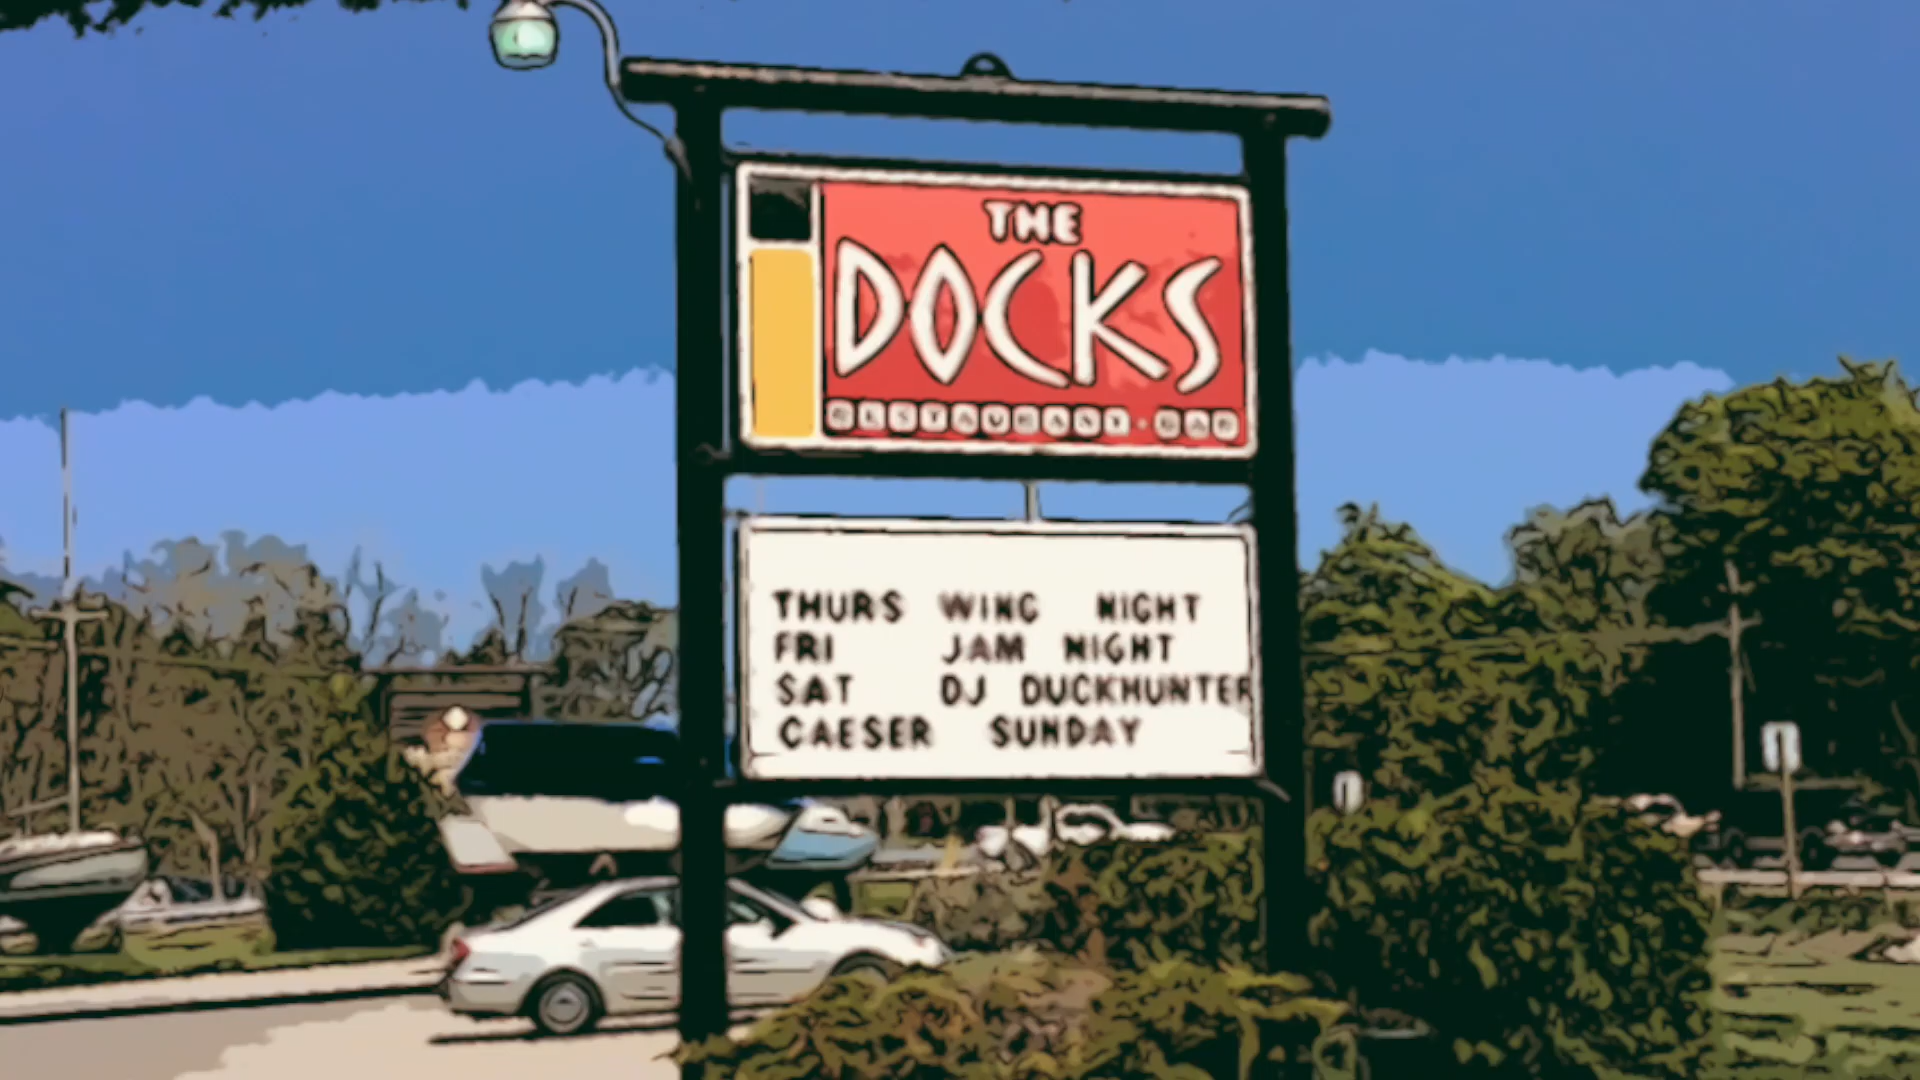 THE
DOCKS
RESTAURANT · BAR
THURS WING NIGHT
FRI JAM NIGHT
SAT DJ DUCKHUNTER
CAESER SUNDAY